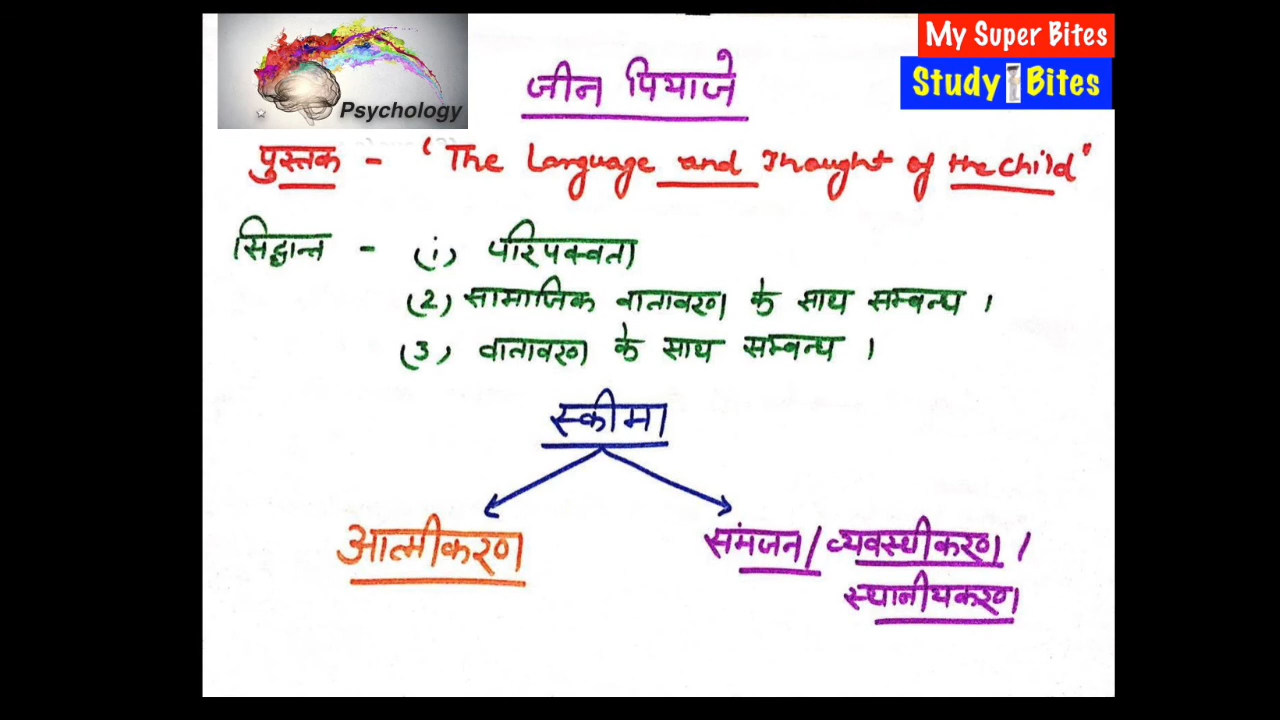 My Super Bites
Study Bites
Psychology
जीन पियाजे
पुस्तक - "The Language and Thought of the Child"
सिद्धान्त - (i) परिपक्वता
(2) सामाजिक वातावरण के साथ सम्बन्ध ।
(3) वातावरण के साथ सम्बन्ध ।
स्कीमा
आत्मीकरण
समंजन / व्यवस्थीकरण /
स्थानीयकरण